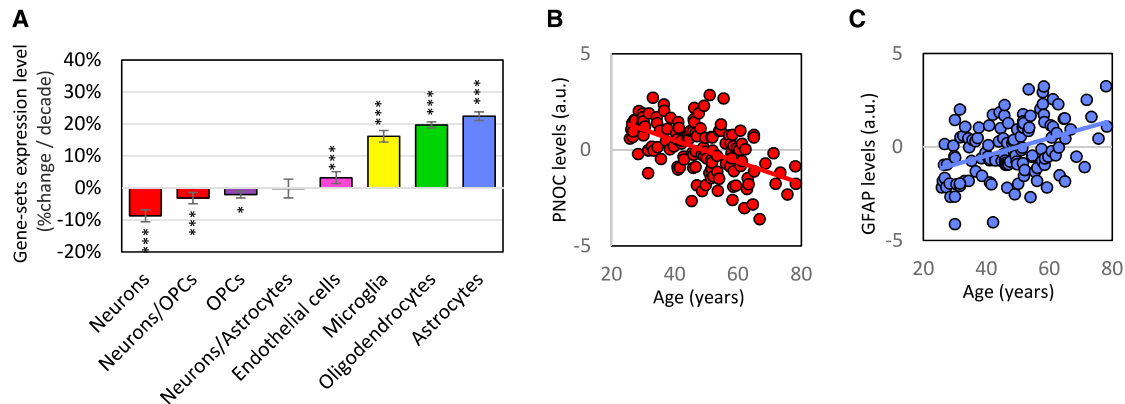 A
Gene-sets expression level
(%change / decade)
40%
30%
20%
10%
0%
-10%
-20%
***
***
*
***
***
***
***
Neurons
Neurons/OPCs
OPCs
Neurons/Astrocytes
Endothelial cells
Microglia
Oligodendrocytes
Astrocytes
B
PNOC levels (a.u.)
5
0
-5
20
40
60
80
Age (years)
C
GFAP levels (a.u.)
5
0
-5
20
40
60
80
Age (years)